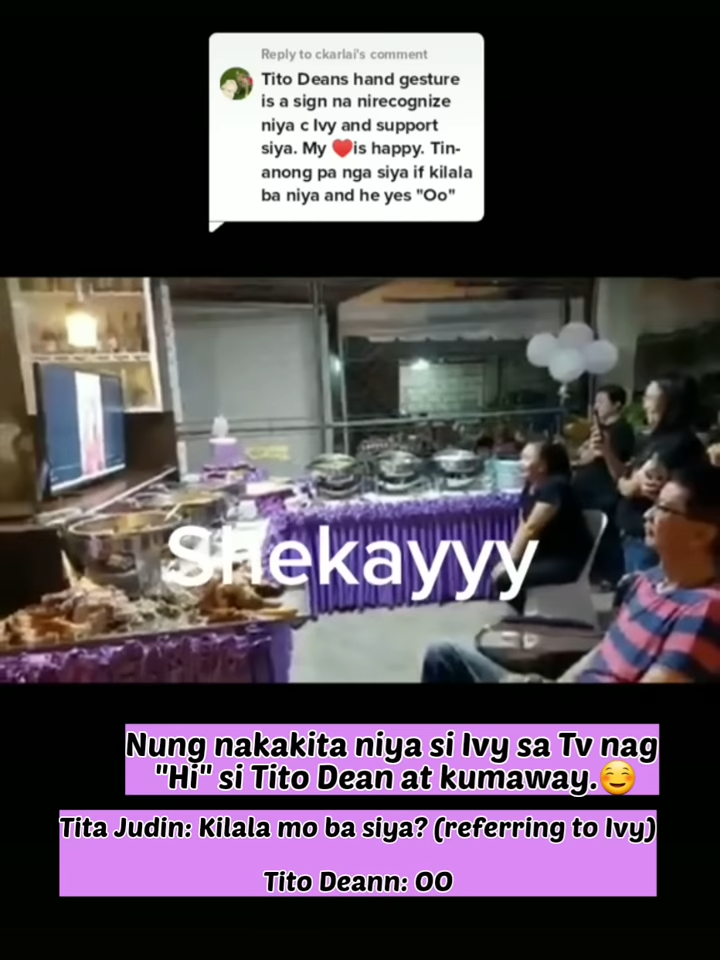 Reply to ckarlai's comment
Tito Deans hand gesture
is a sign na nirecognize
niya c Ivy and support
siya. My ❤️is happy. Tin-
anong pa nga siya if kilala
ba niya and he yes "Oo"
Shekayyy
Nung nakakita niya si Ivy sa Tv nag
"Hi" si Tito Dean at kumaway.☺️
Tita Judin: Kilala mo ba siya? (referring to Ivy)
Tito Deann: OO